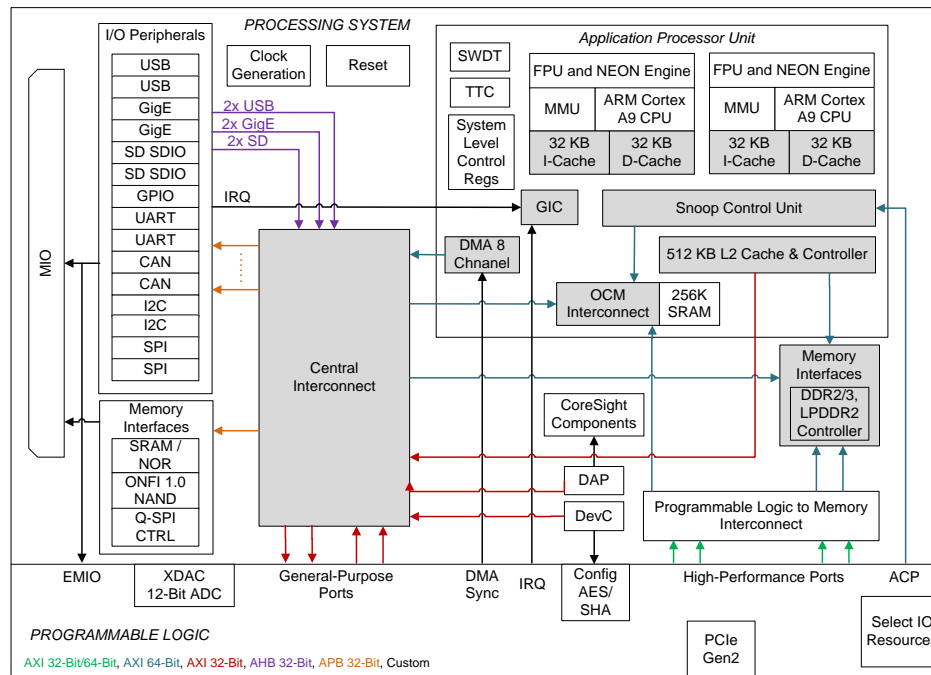 PROCESSING SYSTEM
I/O Peripherals
USB
USB
GigE
GigE
SD SDIO
SD SDIO
GPIO
UART
UART
CAN
CAN
I2C
I2C
SPI
SPI
MIO
Memory
Interfaces
SRAM /
NOR
ONFI 1.0
NAND
Q-SPI
CTRL
EMIO
Clock
Generation
Reset
2x USB
2x GigE
2x SD
IRQ
Central
Interconnect
Application Processor Unit
SWDT
TTC
System
Level
Control
Regs
FPU and NEON Engine
MMU
ARM Cortex
A9 CPU
32 KB
I-Cache
32 KB
D-Cache
FPU and NEON Engine
MMU
ARM Cortex
A9 CPU
32 KB
I-Cache
32 KB
D-Cache
GIC
Snoop Control Unit
DMA 8
Chnanel
512 KB L2 Cache & Controller
OCM
Interconnect
256K
SRAM
Memory
Interfaces
DDR2/3,
LPDDR2
Controller
CoreSight
Components
DAP
DevC
Programmable Logic to Memory
Interconnect
XDAC
12-Bit ADC
General-Purpose
Ports
DMA
Sync
IRQ
Config
AES/
SHA
High-Performance Ports
ACP
PROGRAMMABLE LOGIC
PCIe
Gen2
Select IO
Resources
AXI 32-Bit/64-Bit, AXI 64-Bit, AXI 32-Bit, AHB 32-Bit, APB 32-Bit, Custom